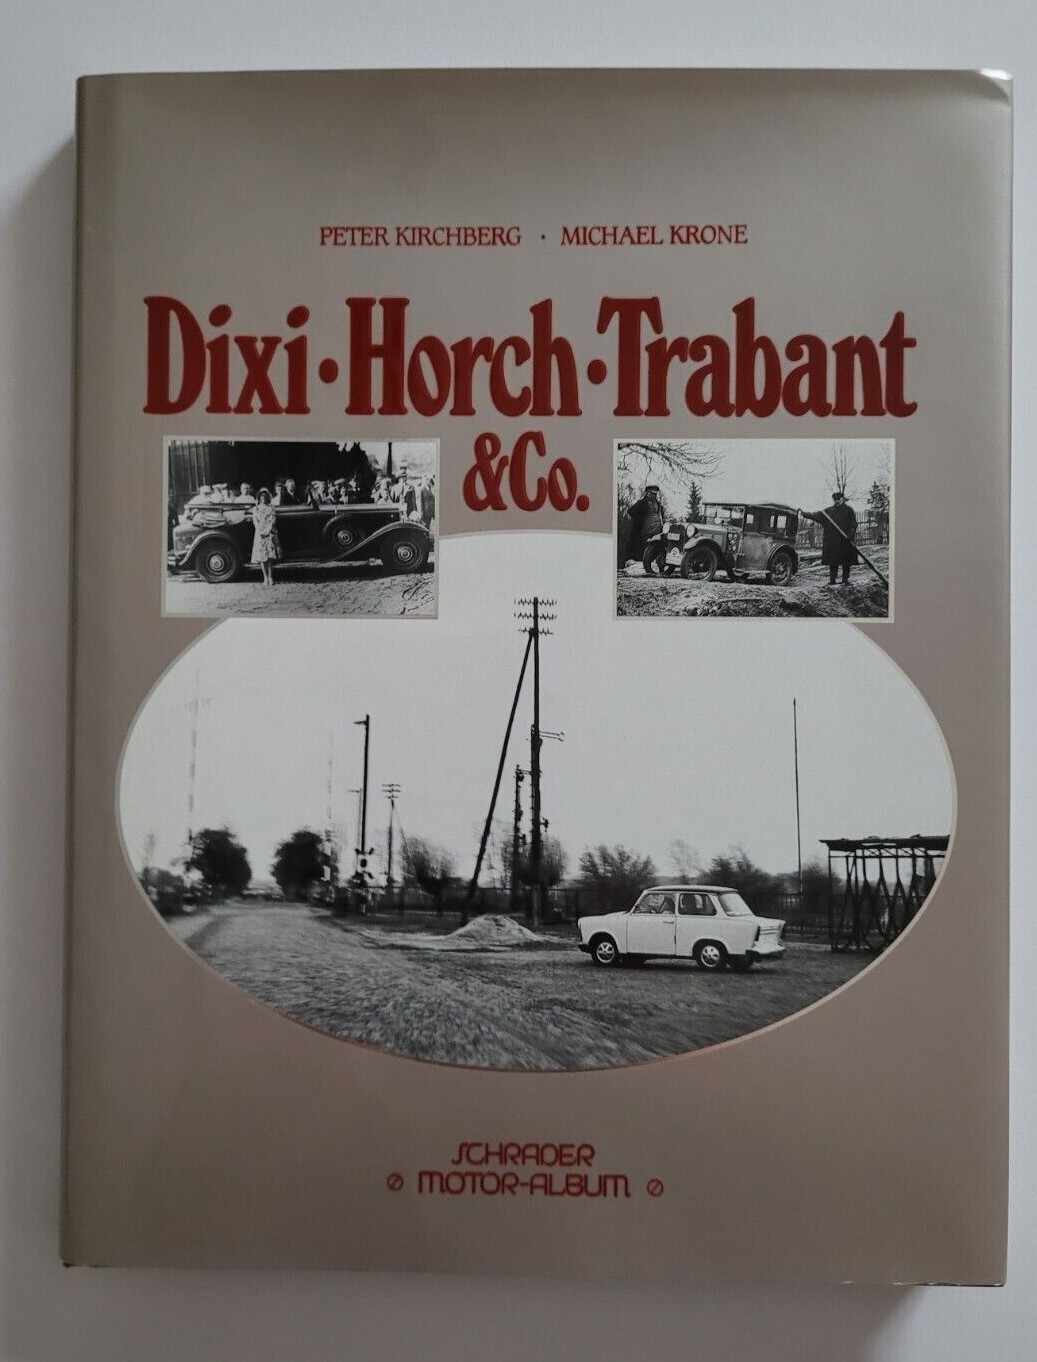 PETER KIRCHBERG · MICHAEL KRONE
Dixi·Horch·Trabant
&Co.
SCHRADER
MOTOR-ALBUM